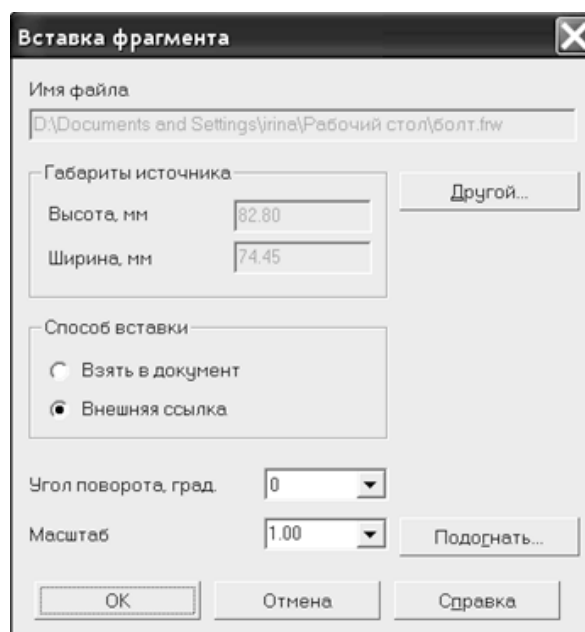 Вставка фрагмента
Имя файла
D:\Documents and Settings\irina\Рабочий стол\болт.frw
Габариты источника
Высота, мм 82.80
Другой...
Ширина, мм 74.45
Способ вставки
Взять в документ
Внешняя ссылка
Угол поворота, град. 0
Масштаб 1.00 Подогнать...
OK Отмена Справка